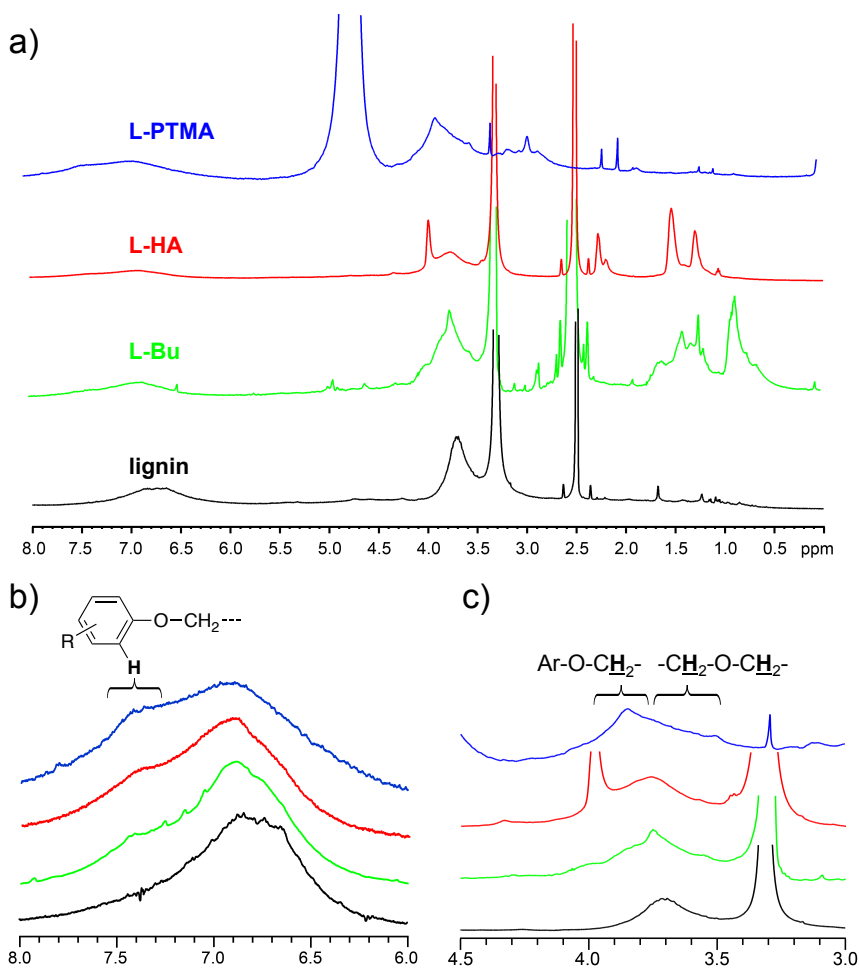 a)
L-PTMA
L-HA
L-Bu
lignin
8.0 7.0 6.5 6.0 5.5 5.0 4.5 4.0 3.5 3.0 2.5 2.0 1.5 1.0 0.5 ppm
b)
R
O-CH2---
H
8.0 7.5 7.0 6.5 6.0
c)
Ar-O-CH2- -CH2-O-CH2-
4.5 4.0 3.5 3.0